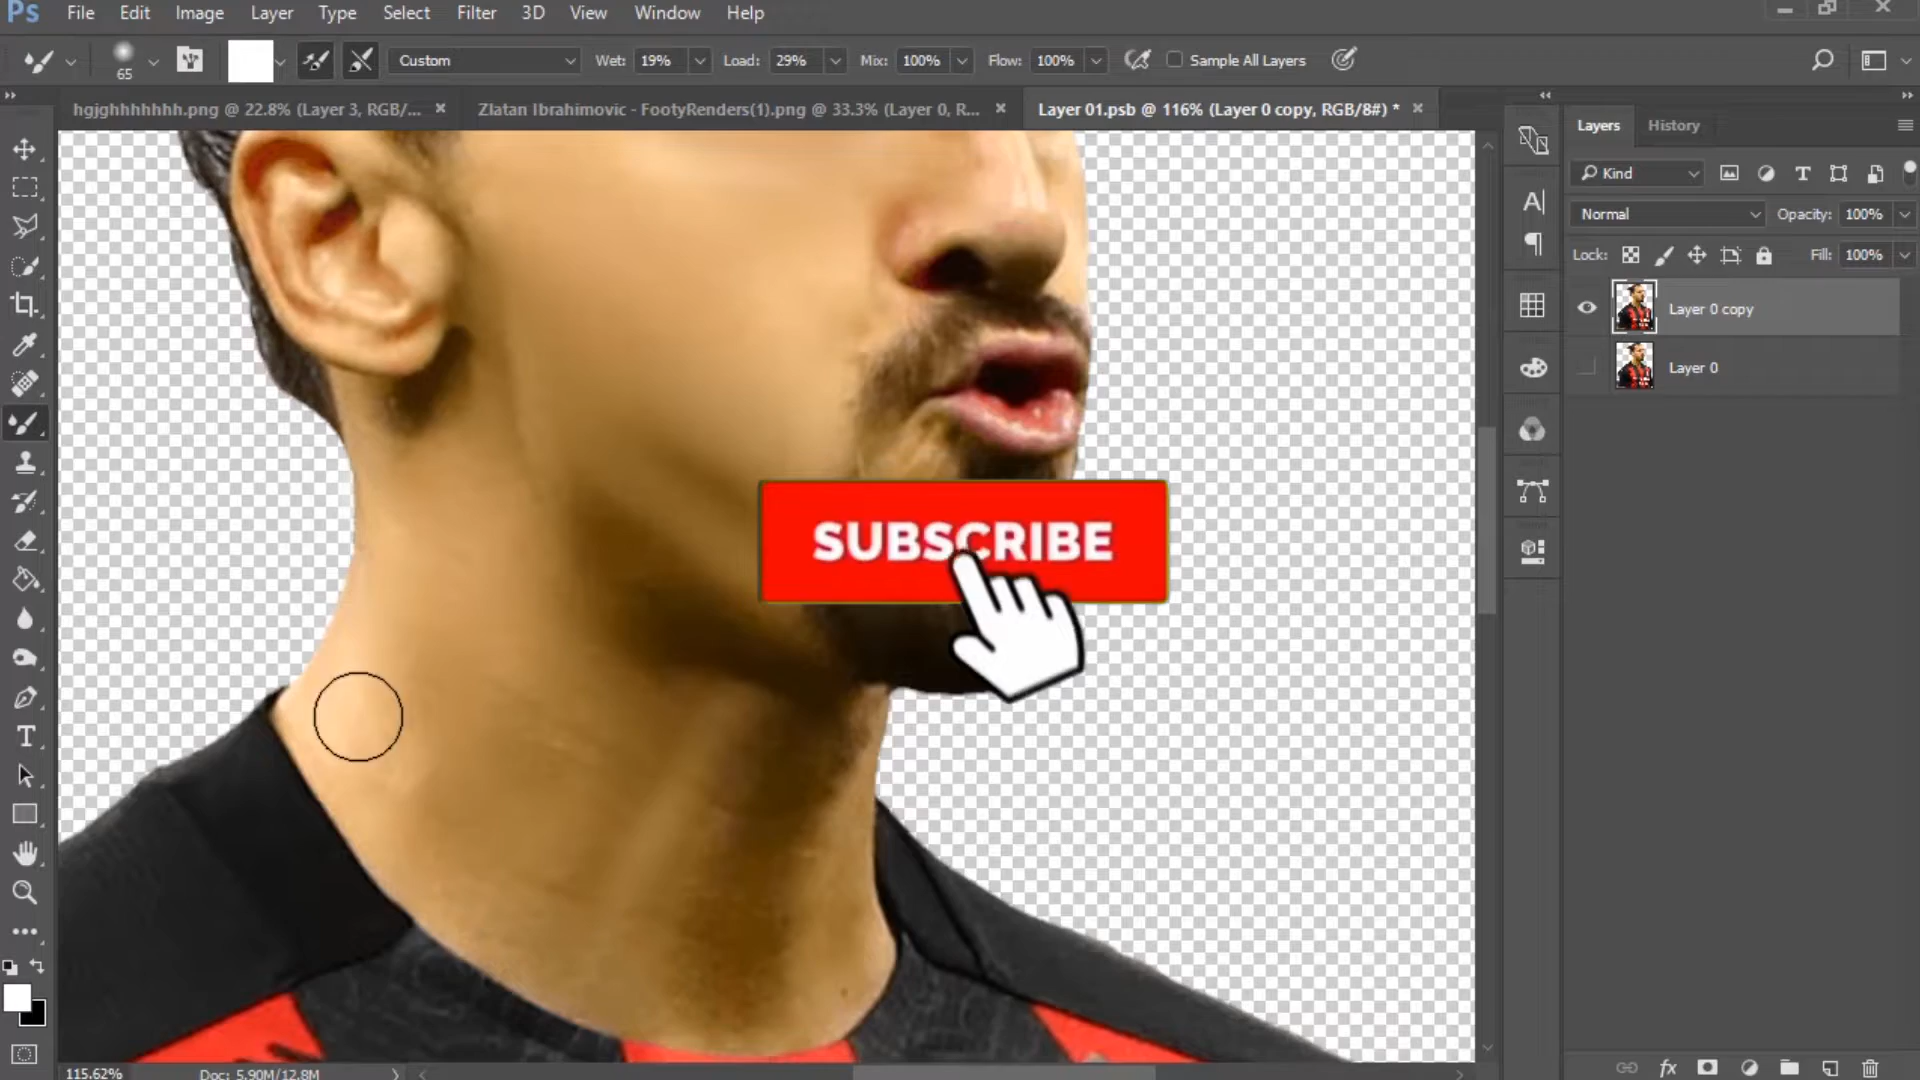 Ps File Edit Image Layer Type Select Filter 3D View Window Help
65 Custom Wet: 19% Load: 29% Mix: 100% Flow: 100% Sample All Layers
hgjghhhhhhh.png @ 22.8% (Layer 3, RGB/... Zlatan Ibrahimovic - FootyRenders(1).png @ 33.3% (Layer 0, R... Layer 01.psb @ 116% (Layer 0 copy, RGB/8#) *
Layers History
Kind
Normal Opacity: 100%
Lock: Fill: 100%
Layer 0 copy
Layer 0
SUBSCRIBE
115.62% Doc: 5.90M/12.8M